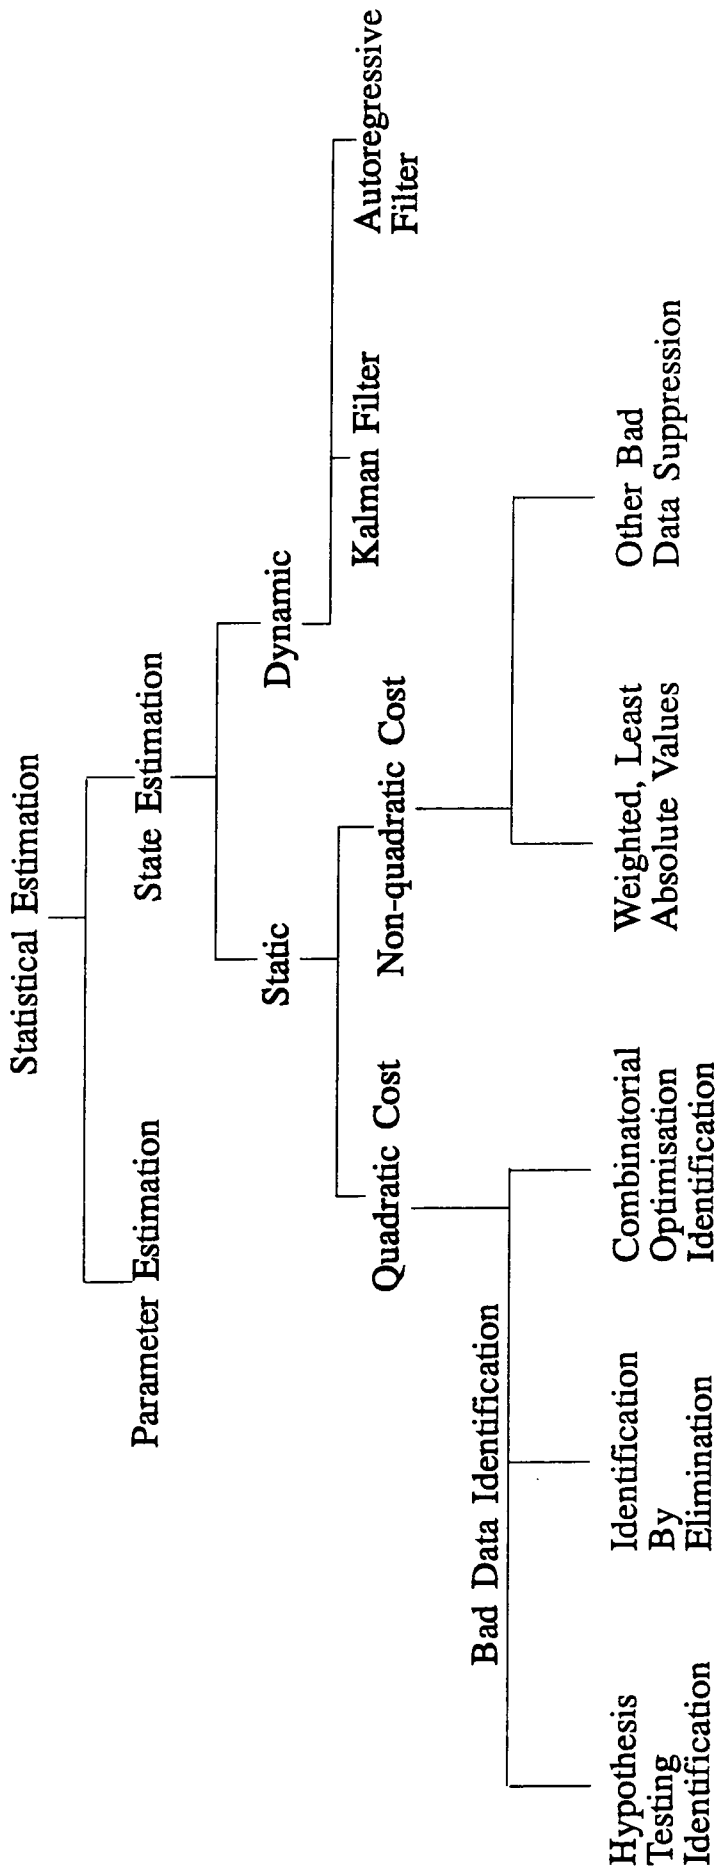 Statistical Estimation
Parameter Estimation
State Estimation
Static
Dynamic
Quadratic Cost
Non-quadratic Cost
Kalman Filter
Autoregressive
Filter
Bad Data Identification
Hypothesis
Testing
Identification
Identification
By
Elimination
Combinatorial
Optimisation
Identification
Weighted, Least
Absolute Values
Other Bad
Data Suppression